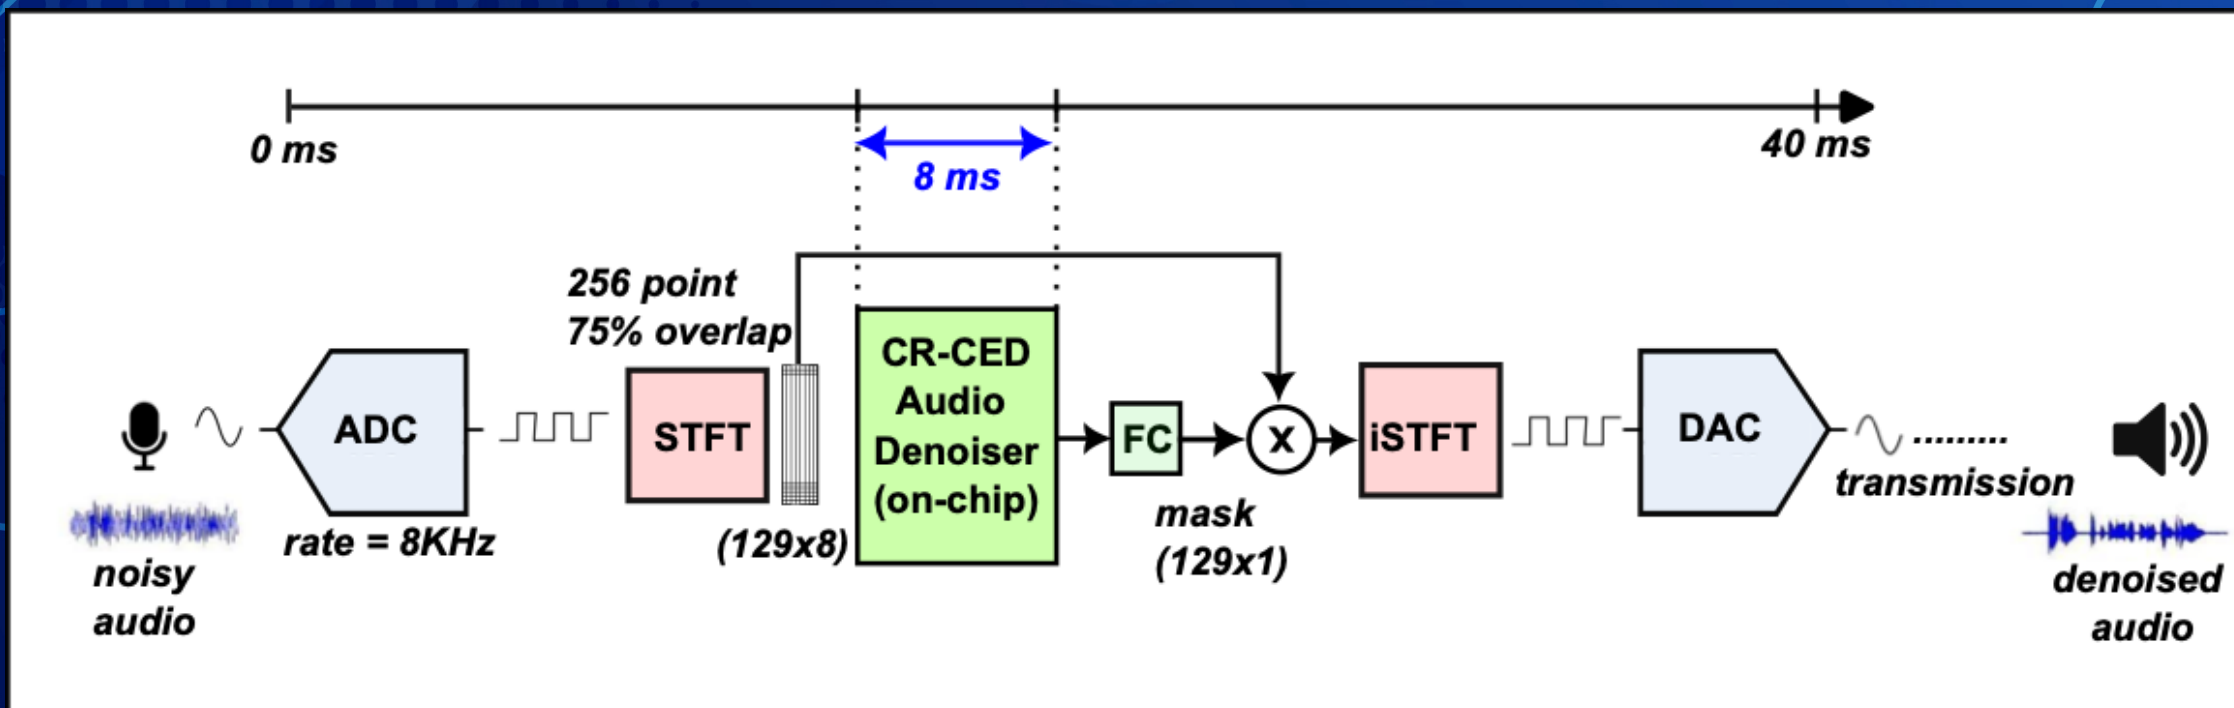 0 ms
40 ms
8 ms
256 point
75% overlap
CR-CED
Audio
Denoiser
(on-chip)
ADC
STFT
FC
X
iSTFT
DAC
rate = 8KHz
(129x8)
mask
(129x1)
transmission
noisy
audio
denoised
audio